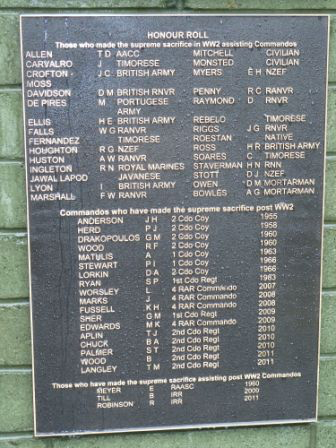 HONOUR ROLL
Those who made the supreme sacrifice in WW2 assisting Commandos
ALLEN T D AACC MITCHELL CIVILIAN
CARVALRO J TIMORESE MONSTED CIVILIAN
CROFTON - J C BRITISH ARMY MYERS E H NZEF
MOSS
DAVIDSON D M BRITISH RNVR PENNY R C RANVR
DE PIRES M PORTUGESE RAYMOND D RNVR
ARMY
ELLIS H E BRITISH ARMY REBELO TIMORESE
FALLS W G RANVR RIGGS J G RNVR
FERNANDEZ TIMORESE ROESTAN NATIVE
HOUGHTON R G NZEF ROSS H R BRITISH ARMY
HUSTON A W RANVR SOARES C TIMORESE
INGLETON R N ROYAL MARINES STAVERMAN H N RNN
JAWAL LAPOD JAVANESE STOTT D J NZEF
LYON I BRITISH ARMY OWEN D M MORTARMAN
MARSHALL F W RANVR BOWLES A G MORTARMAN
Commandos who have made the supreme sacrifice post WW2
ANDERSON J H 2 Cdo Coy 1955
HERD P J 2 Cdo Coy 1958
DRAKOPOULOS G M 2 Cdo Coy 1960
WOOD R F 2 Cdo Coy 1960
MATULIS A 1 Cdo Coy 1963
STEWART P I 1 Cdo Coy 1966
LORKIN D A 2 Cdo Coy 1966
RYAN S P 1st Cdo Regt 1983
WORSLEY L 4 RAR Commando 2007
MARKS J 4 RAR Commando 2008
FUSSELL K H 4 RAR Commando 2008
SHER G M 1st Cdo Regt 2009
EDWARDS M K 4 RAR Commando 2009
APLIN T J 2nd Cdo Regt 2010
CHUCK B A 2nd Cdo Regt 2010
PALMER S T 2nd Cdo Regt 2010
WOOD B 2nd Cdo Regt 2011
LANGLEY T M 2nd Cdo Regt 2011
Those who have made the supreme sacrifice assisting post WW2 Commandos
MEYER E RAASC 1960
TILL B IRR 2000
ROBINSON R IRR 2011